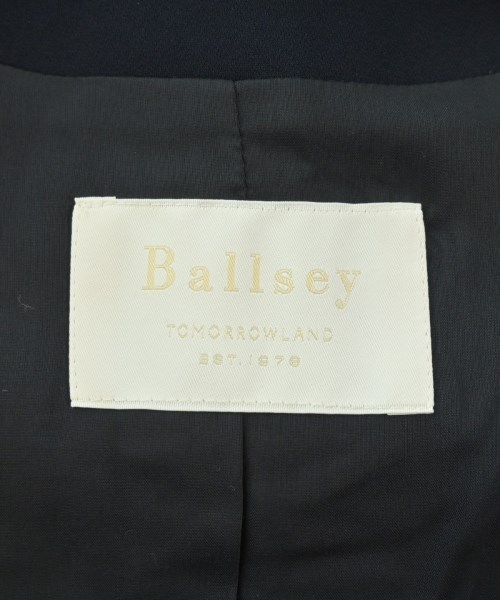 Ballsey
TOMORROWLAND
EST. 1978